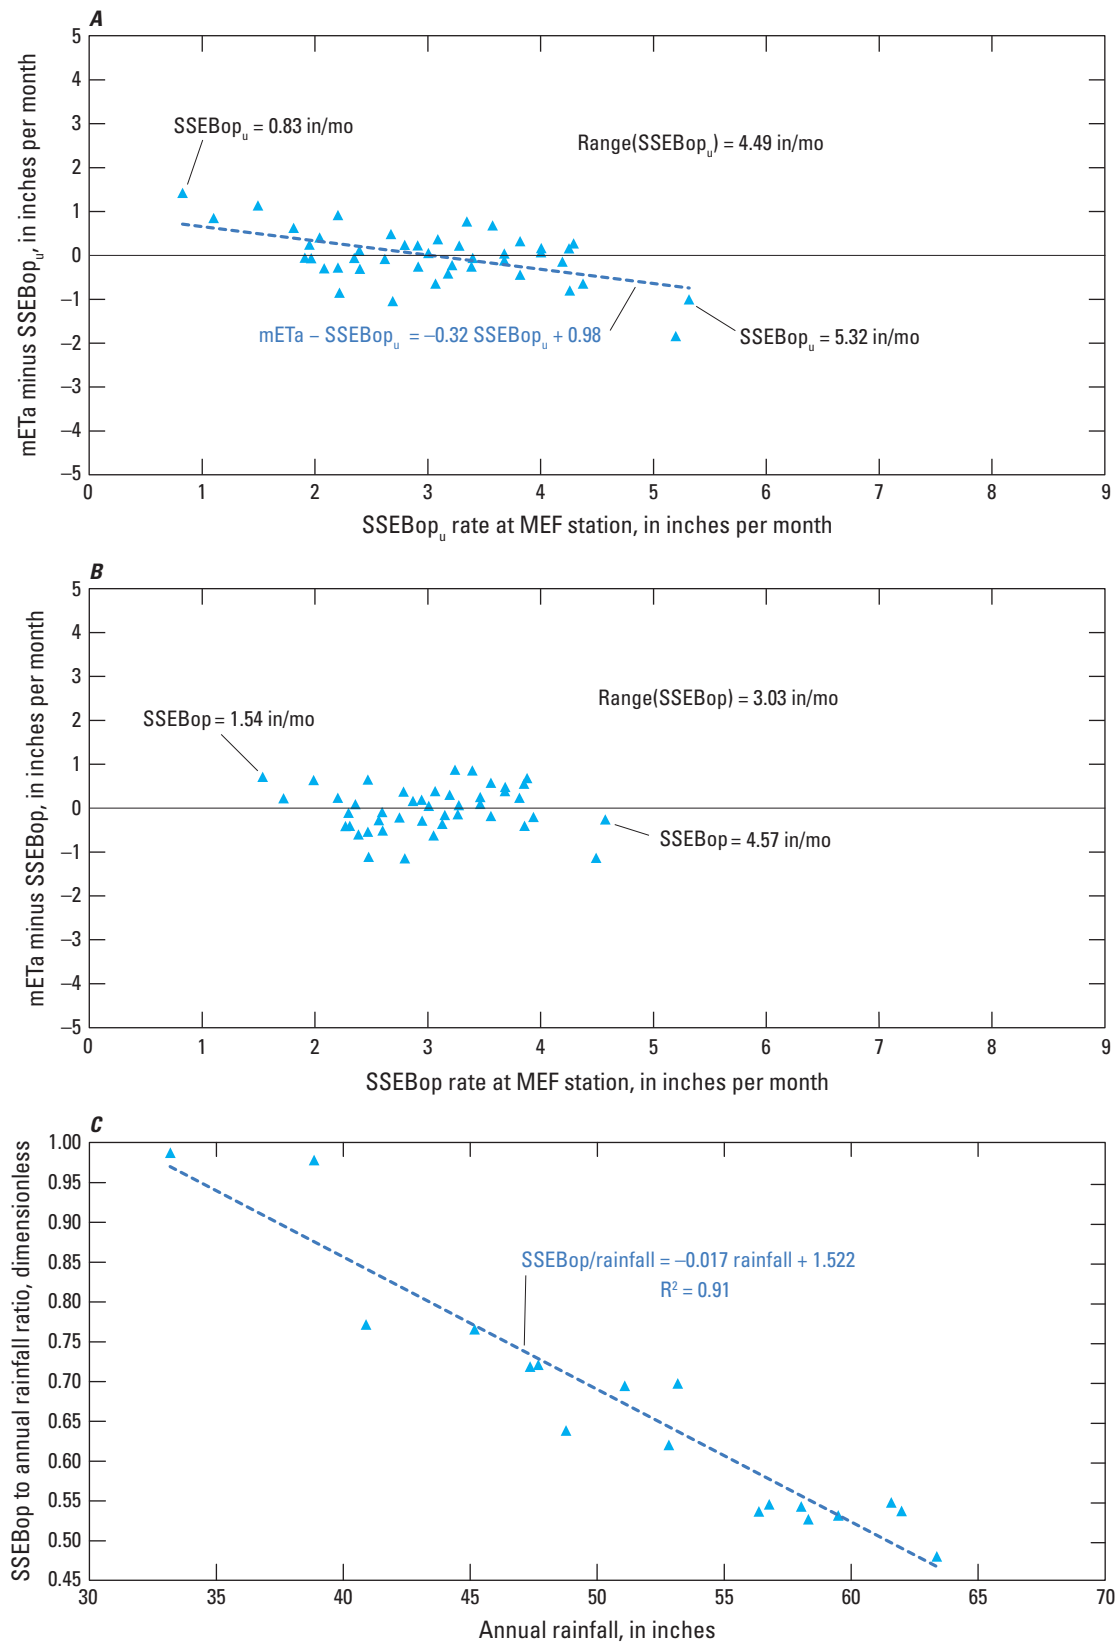 A
mETa minus SSEBopu, in inches per month
5
4
3
2
1
0
–1
–2
–3
–4
–5
SSEBopu = 0.83 in/mo
Range(SSEBopu) = 4.49 in/mo
mETa – SSEBopu = –0.32 SSEBopu + 0.98
SSEBopu = 5.32 in/mo
0 1 2 3 4 5 6 7 8 9
SSEBopu rate at MEF station, in inches per month
B
mETa minus SSEBop, in inches per month
5
4
3
2
1
0
–1
–2
–3
–4
–5
Range(SSEBop) = 3.03 in/mo
SSEBop = 1.54 in/mo
SSEBop = 4.57 in/mo
0 1 2 3 4 5 6 7 8 9
SSEBop rate at MEF station, in inches per month
C
SSEBop to annual rainfall ratio, dimensionless
1.00
0.95
0.90
0.85
0.80
0.75
0.70
0.65
0.60
0.55
0.50
0.45
SSEBop/rainfall = –0.017 rainfall + 1.522
R² = 0.91
30 35 40 45 50 55 60 65 70
Annual rainfall, in inches